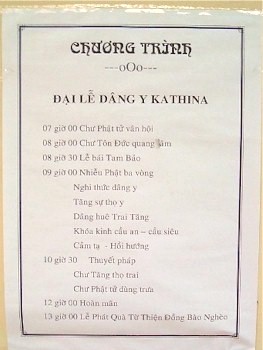 CHƯƠNG TRÌNH
---oOo---
ĐẠI LỄ DÂNG Y KATHINA
07 giờ 00 Chư Phật tử vân hội
08 giờ 00 Chư Tôn Đức quang lâm
08 giờ 30 Lễ bái Tam Bảo
09 giờ 00 Nhiễu Phật ba vòng
Nghi thức dâng y
Tăng sự thọ y
Dâng huê Trai Tăng
Khóa kinh cầu an – cầu siêu
Cảm tạ - Hồi hướng
10 giờ 30 Thuyết pháp
Chư Tăng thọ trai
Chư Phật tử dùng trưa
12 giờ 00 Hoàn mãn
13 giờ 00 Lễ Phát Quà Từ Thiện Đồng Bào Nghèo